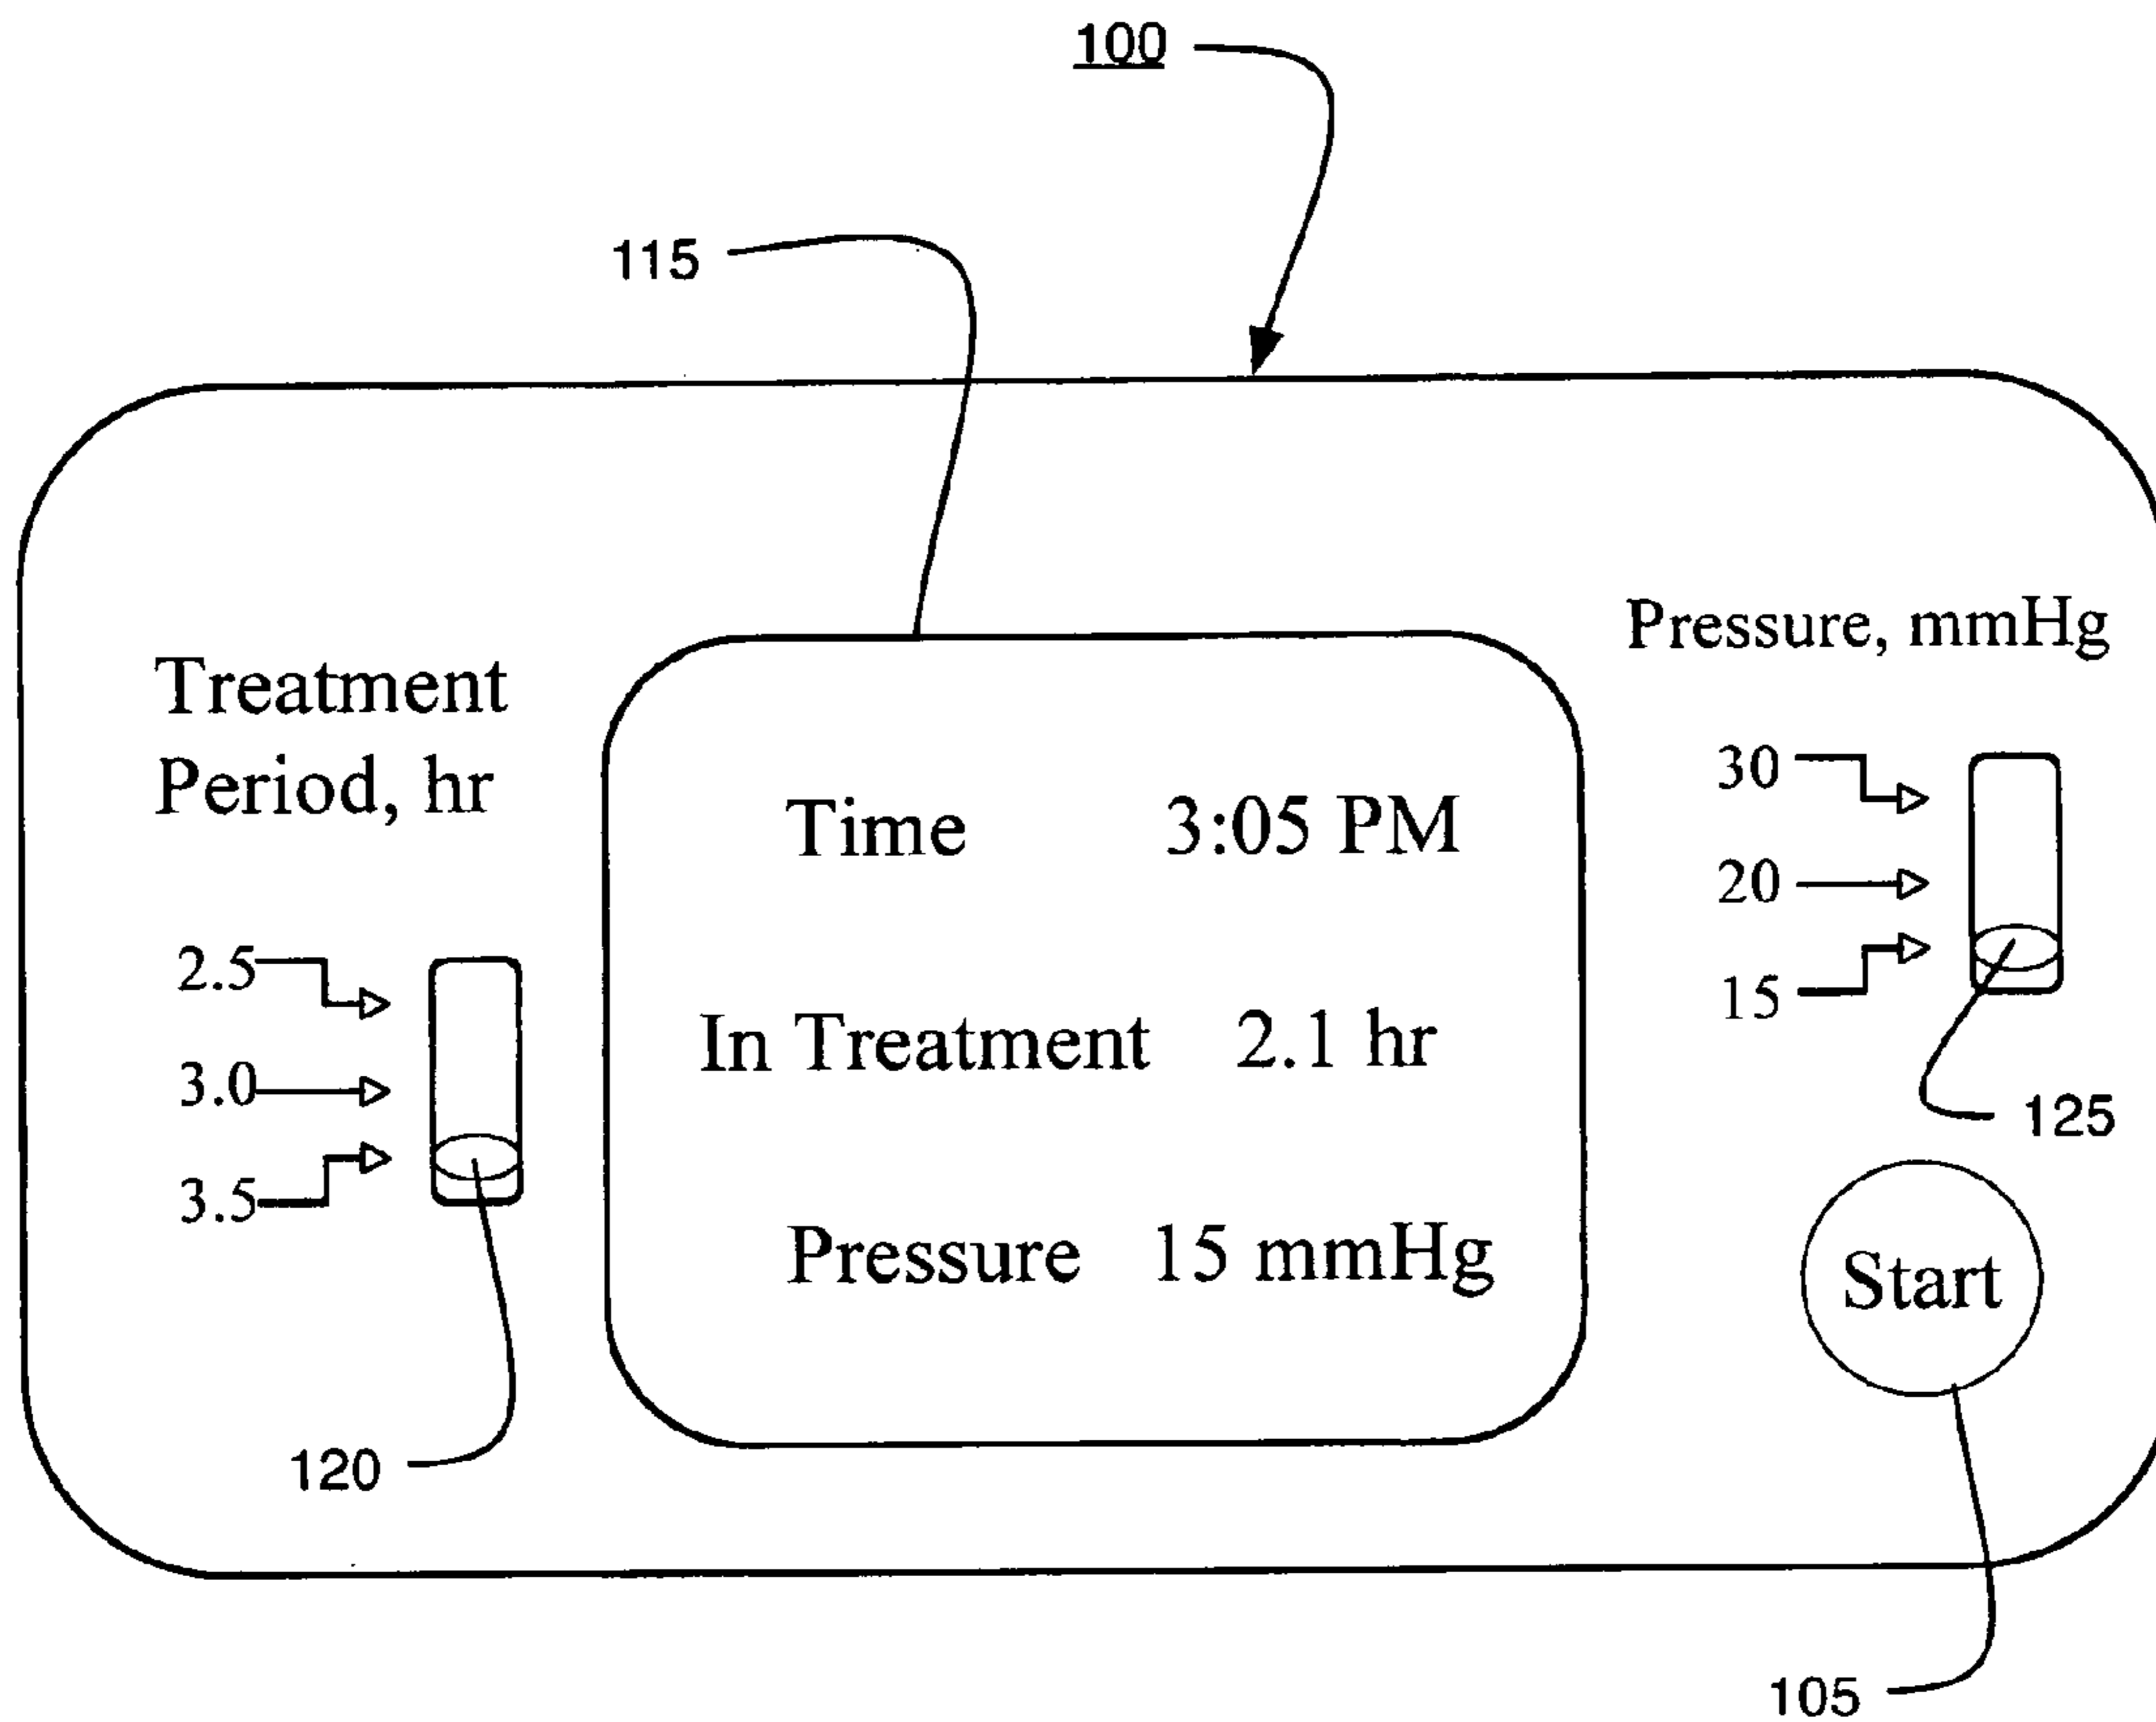 100
115
Treatment
Period, hr
2.5
3.0
3.5
120
Time 3:05 PM
In Treatment 2.1 hr
Pressure 15 mmHg
Pressure, mmHg
30
20
15
125
Start
105